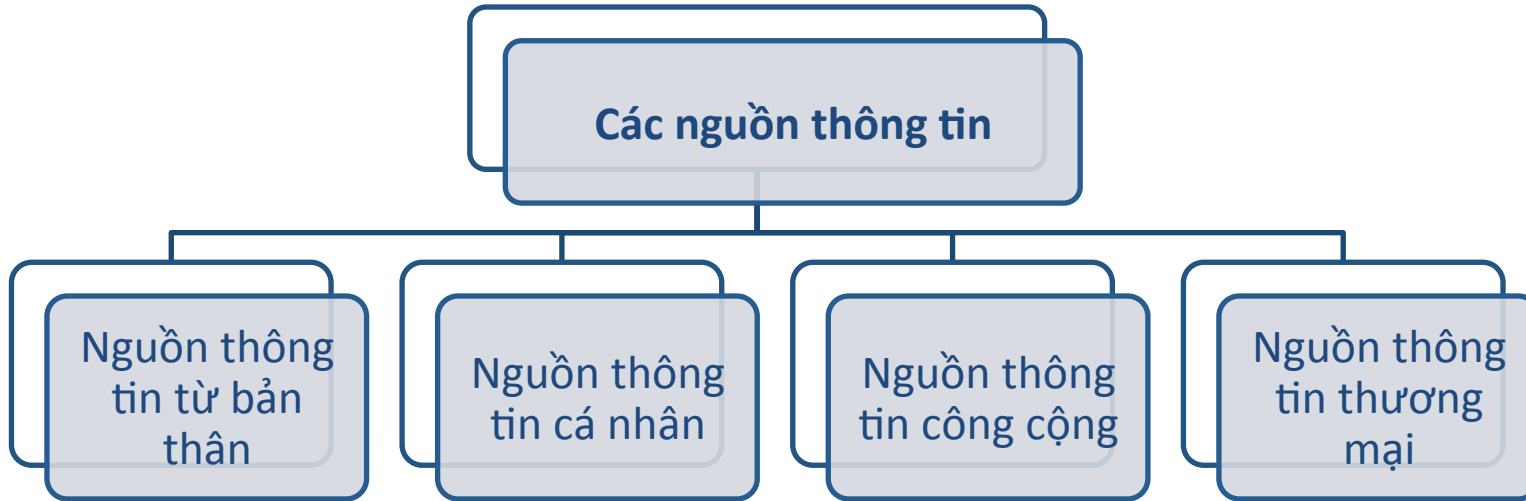 Các nguồn thông tin
Nguồn thông
tin từ bản
thân
Nguồn thông
tin cá nhân
Nguồn thông
tin công cộng
Nguồn thông
tin thương
mại